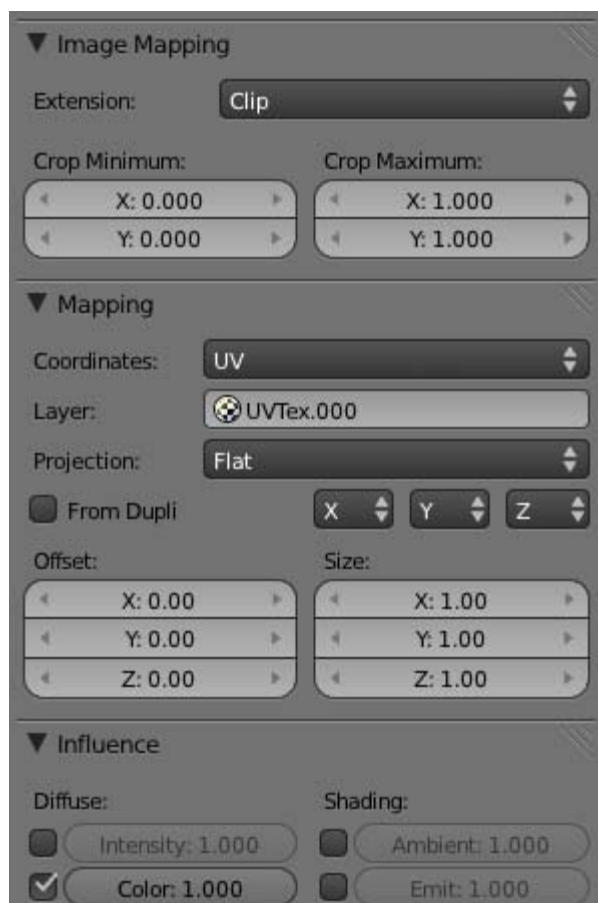 Image Mapping
Extension: Clip
Crop Minimum: Crop Maximum:
X: 0.000 X: 1.000
Y: 0.000 Y: 1.000
Mapping
Coordinates: UV
Layer: UVTex.000
Projection: Flat
From Dupli X Y Z
Offset: Size:
X: 0.00 X: 1.00
Y: 0.00 Y: 1.00
Z: 0.00 Z: 1.00
Influence
Diffuse: Shading:
Intensity: 1.000 Ambient: 1.000
Color: 1.000 Emit: 1.000